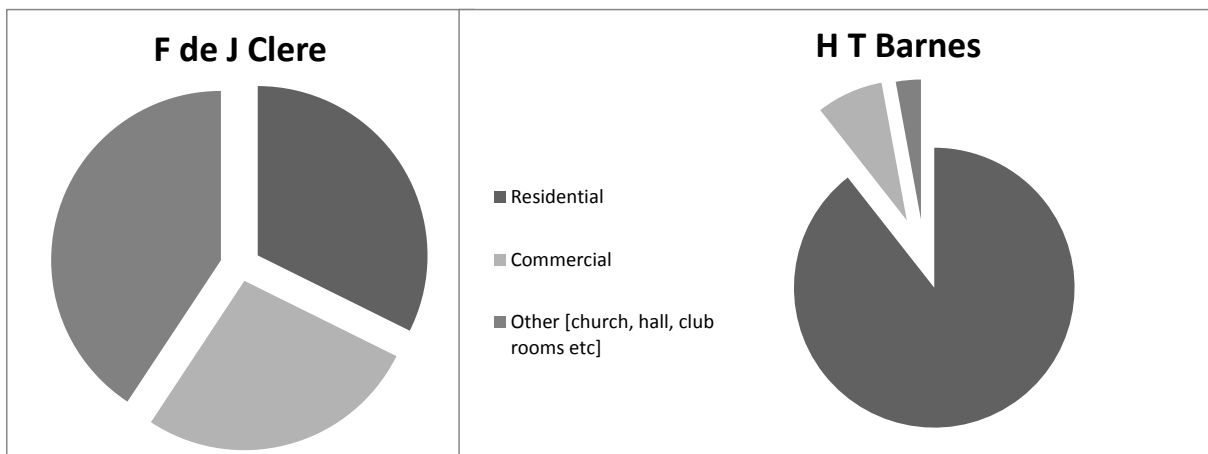 F de J Clere
H T Barnes
Residential
Commercial
Other [church, hall, club
rooms etc]